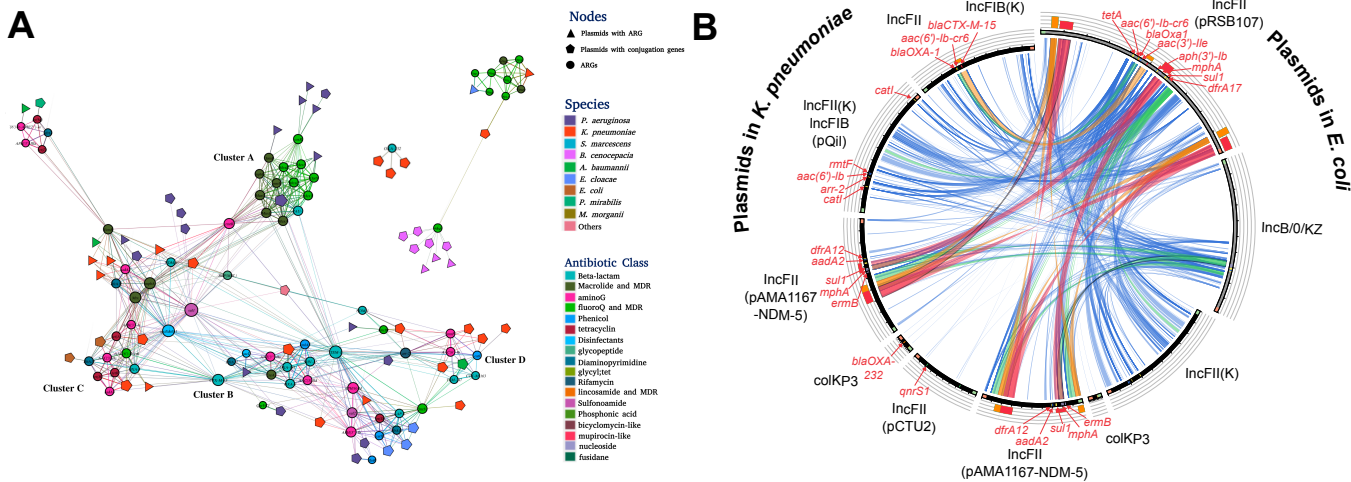 A
Nodes
Plasmids with ARG
Plasmids with conjugation genes
ARGs
Species
P. aeruginosa
K. pneumoniae
S. marcescens
B. cenocepacia
A. baumannii
E. cloacae
E. coli
P. mirabilis
M. morganii
Others
Antibiotic Class
Beta-lactam
Macrolide and MDR
aminoG
fluoroQ and MDR
Phenicol
tetracyclin
Disinfectants
glycopeptide
Diaminopyrimidine
glycyl;tet
Rifamycin
lincosamide and MDR
Sulfonoamide
Phosphonic acid
bicyclomycin-like
mupirocin-like
nucleoside
fusidane
Cluster A
Cluster B
Cluster C
Cluster D
B
Plasmids in K. pneumoniae
Plasmids in E. coli
IncFIB(K)
IncFII
blaCTX-M-15
aac(6')-Ib-cr6
blaOXA-1
catI
IncFII(K)
IncFIB
(pQil)
rmtF
aac(6')-Ib
arr-2
catI
dfrA12
aadA2
sul1
mphA
ermB
IncFII
(pAMA1167
-NDM-5)
blaOXA-
232
colKP3
qnrS1
IncFII
(pCTU2)
dfrA12
aadA2
sul1
mphA
ermB
IncFII
(pAMA1167-NDM-5)
colKP3
IncFII(K)
IncB/0/KZ
IncFII
(pRSB107)
tetA
aac(6')-Ib-cr6
blaOxa1
aac(3')-IIe
aph(3')-Ib
mphA
sul1
dfrA17